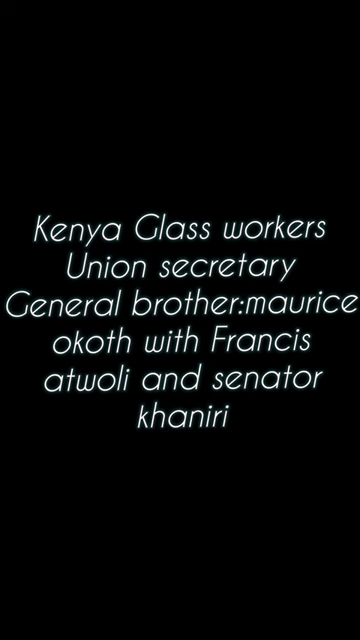 Kenya Glass workers
Union secretary
General brother:maurice
okoth with Francis
atwoli and senator
khaniri